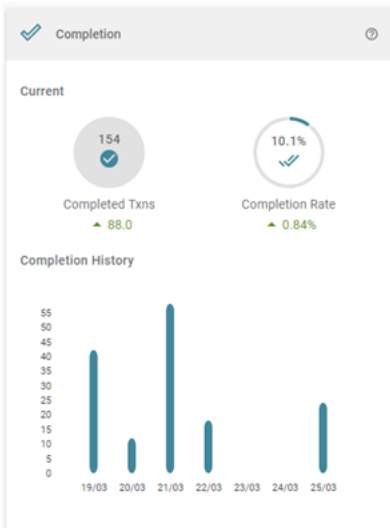 Completion
Current
154
10.1%
Completed Txns
Completion Rate
88.0
0.84%
Completion History
55
50
45
40
35
30
25
20
15
10
5
0
19/03 20/03 21/03 22/03 23/03 24/03 25/03